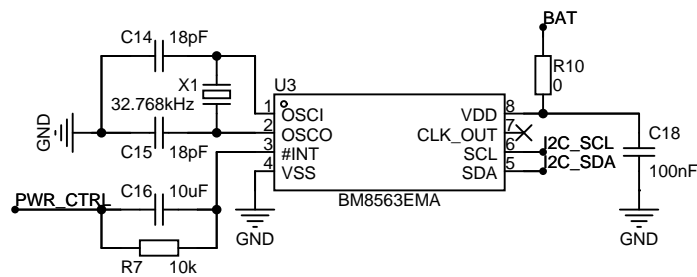 BAT
C14 18pF
R10
0
X1
U3
32.768kHz
1 OSCI VDD 8
2 OSCO CLK_OUT 7
3 #INT SCL 6 I2C_SCL
4 VSS SDA 5 I2C_SDA
GND
C15 18pF
C18
100nF
C16 10uF
BM8563EMA
PWR_CTRL
GND
GND
R7 10k